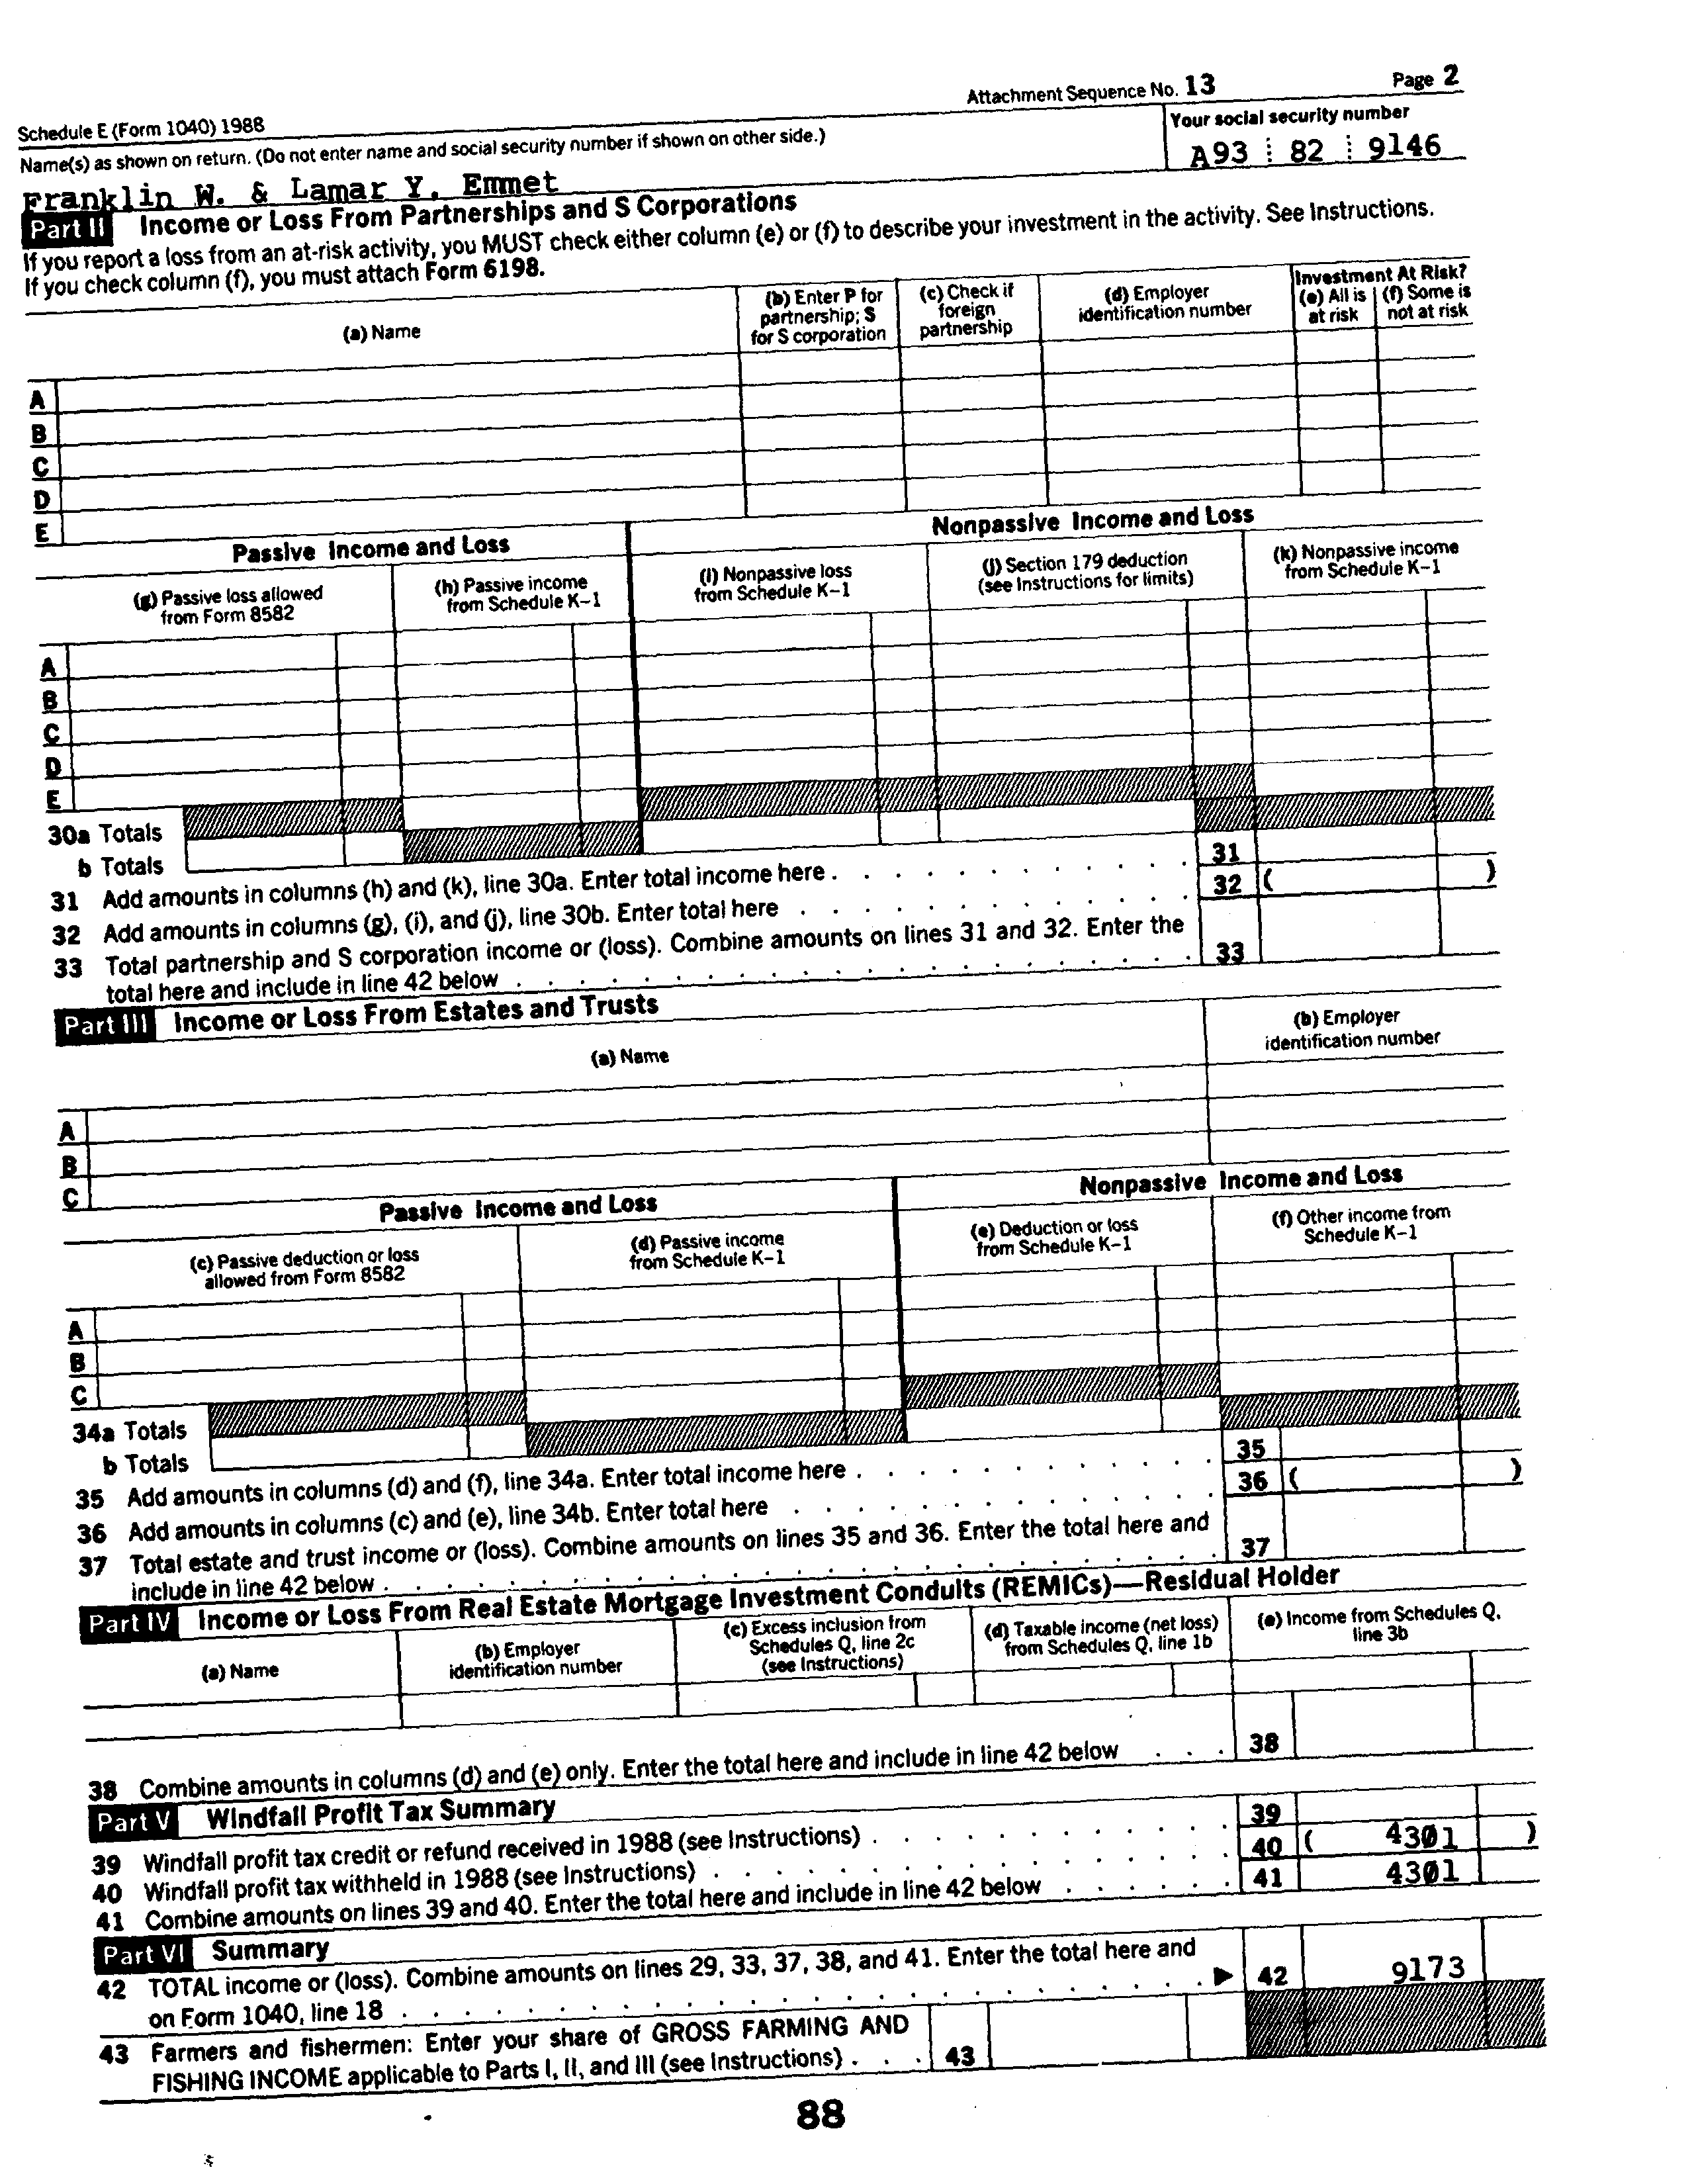 Attachment Sequence No. 13 Page 2
Schedule E (Form 1040) 1988
Name(s) as shown on return. (Do not enter name and social security number if shown on other side.)
Your social security number
Franklin W. & Lamar Y. Emmet
A93 82 9146
Part II Income or Loss From Partnerships and S Corporations
If you report a loss from an at-risk activity, you MUST check either column (e) or (f) to describe your investment in the activity. See Instructions.
If you check column (f), you must attach Form 6198.
(a) Name
(b) Enter P for
partnership; S
for S corporation
(c) Check if
foreign
partnership
(d) Employer
identification number
Investment At Risk?
(e) All is
at risk
(f) Some is
not at risk
A
B
C
D
E
Passive Income and Loss
Nonpassive Income and Loss
(g) Passive loss allowed
from Form 8582
(h) Passive income
from Schedule K–1
(i) Nonpassive loss
from Schedule K–1
(j) Section 179 deduction
(see Instructions for limits)
(k) Nonpassive income
from Schedule K–1
A
B
C
D
E
30a Totals
b Totals
31 Add amounts in columns (h) and (k), line 30a. Enter total income here . . . . . . . . . . 31
32 Add amounts in columns (g), (i), and (j), line 30b. Enter total here . . . . . . . . . . 32 ( )
33 Total partnership and S corporation income or (loss). Combine amounts on lines 31 and 32. Enter the
total here and include in line 42 below . . . . . . . . . . 33
Part III Income or Loss From Estates and Trusts
(a) Name
(b) Employer
identification number
A
B
C
Passive Income and Loss
Nonpassive Income and Loss
(c) Passive deduction or loss
allowed from Form 8582
(d) Passive income
from Schedule K–1
(e) Deduction or loss
from Schedule K–1
(f) Other income from
Schedule K–1
A
B
C
34a Totals
b Totals
35 Add amounts in columns (d) and (f), line 34a. Enter total income here . . . . . . . . . . 35
36 Add amounts in columns (c) and (e), line 34b. Enter total here . . . . . . . . . . 36 ( )
37 Total estate and trust income or (loss). Combine amounts on lines 35 and 36. Enter the total here and
include in line 42 below . . . . . . . . . . 37
Part IV Income or Loss From Real Estate Mortgage Investment Conduits (REMICs)—Residual Holder
(a) Name
(b) Employer
identification number
(c) Excess inclusion from
Schedules Q, line 2c
(see Instructions)
(d) Taxable income (net loss)
from Schedules Q, line 1b
(e) Income from Schedules Q,
line 3b
38 Combine amounts in columns (d) and (e) only. Enter the total here and include in line 42 below . . . 38
Part V Windfall Profit Tax Summary
39 Windfall profit tax credit or refund received in 1988 (see Instructions) . . . . . . . . . . 39
40 Windfall profit tax withheld in 1988 (see Instructions) . . . . . . . . . . 40 ( 4301 )
41 Combine amounts on lines 39 and 40. Enter the total here and include in line 42 below . . . . . . 41 4301
Part VI Summary
42 TOTAL income or (loss). Combine amounts on lines 29, 33, 37, 38, and 41. Enter the total here and
on Form 1040, line 18 . . . . . . . . . . ▶ 42 9173
43 Farmers and fishermen: Enter your share of GROSS FARMING AND
FISHING INCOME applicable to Parts I, II, and III (see Instructions) . . . 43
88